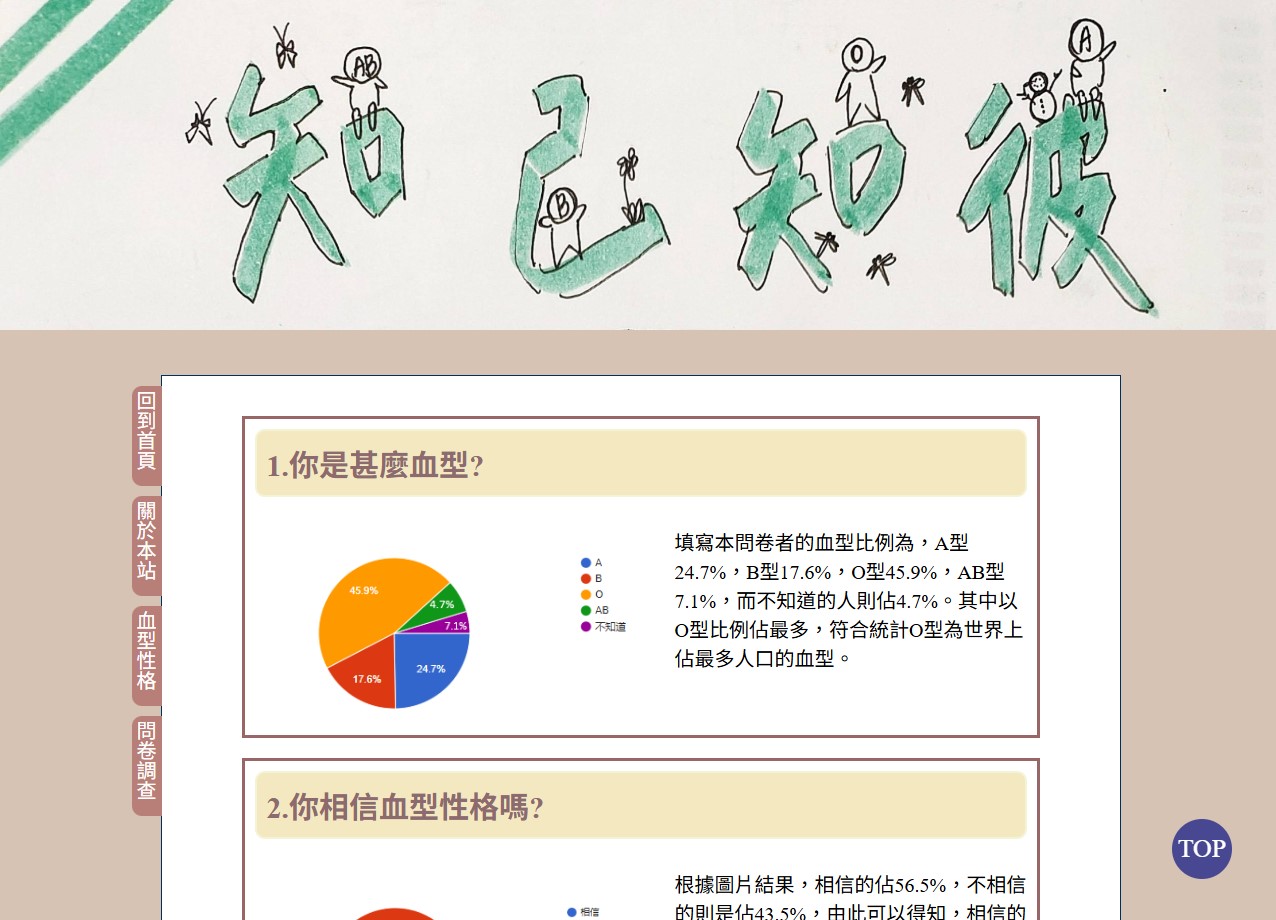 知己知彼
AB
B
O
A
回到首頁
關於本站
血型性格
問卷調查
1.你是甚麼血型?
45.9%
4.7%
7.1%
24.7%
17.6%
A
B
O
AB
不知道
填寫本問卷者的血型比例為，A型
24.7%，B型17.6%，O型45.9%，AB型
7.1%，而不知道的人則佔4.7%。其中以
O型比例佔最多，符合統計O型為世界上
佔最多人口的血型。
2.你相信血型性格嗎?
相信
根據圖片結果，相信的佔56.5%，不相信
的則是佔43.5%，由此可以得知，相信的
TOP